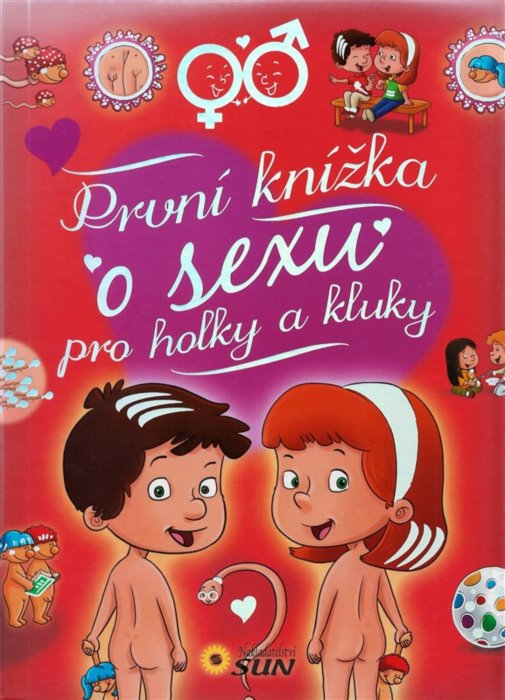 První knížka
o sexu
pro holky a kluky
Nakladatelství
SUN